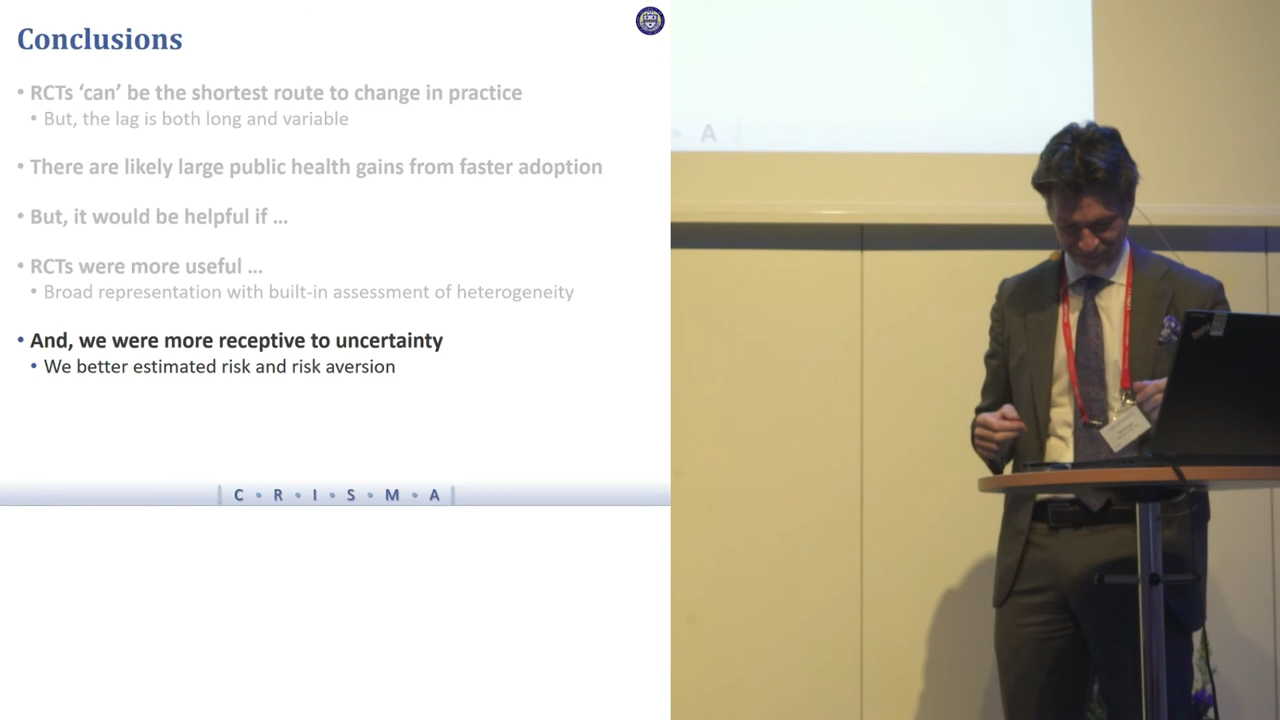 Conclusions
• RCTs ‘can’ be the shortest route to change in practice
• But, the lag is both long and variable
• There are likely large public health gains from faster adoption
• But, it would be helpful if …
• RCTs were more useful …
• Broad representation with built-in assessment of heterogeneity
• And, we were more receptive to uncertainty
• We better estimated risk and risk aversion
C • R • I • S • M • A
• A